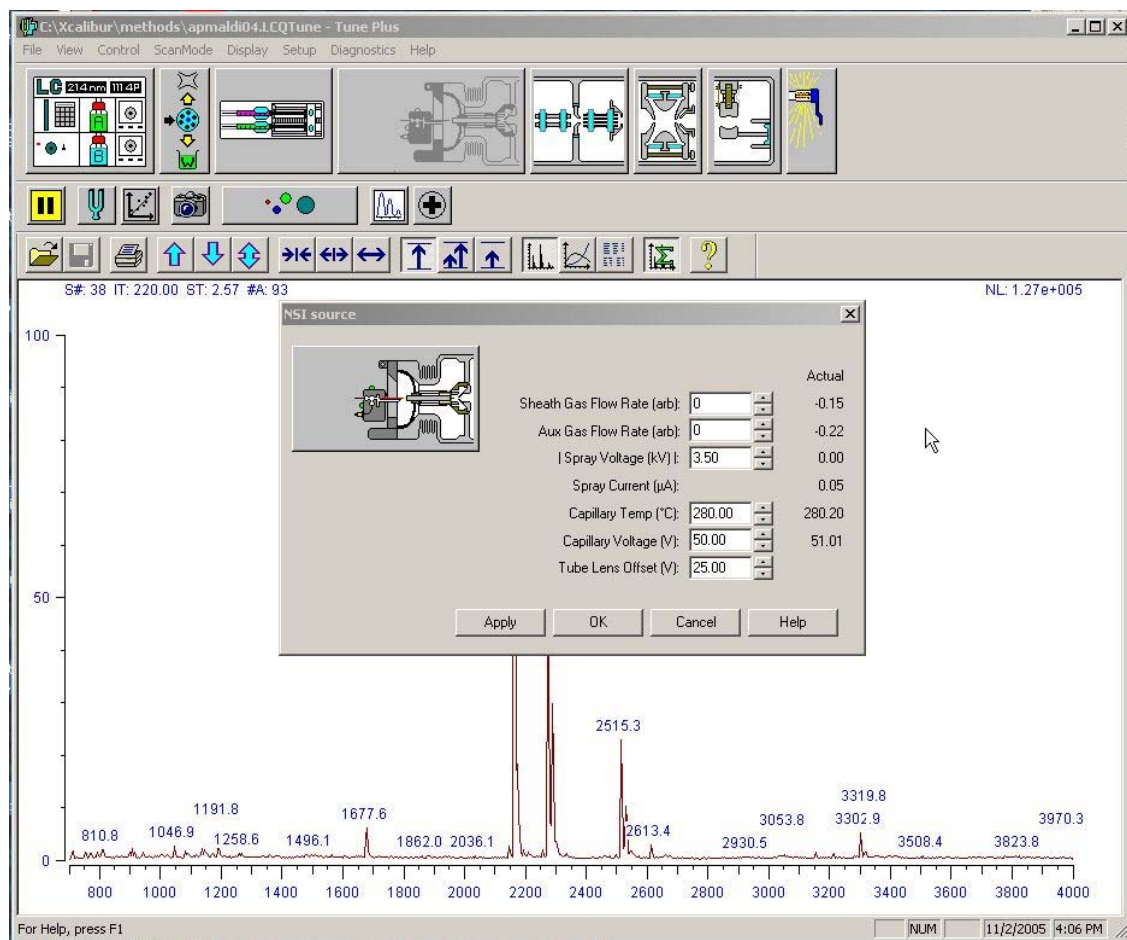 C:\Xcalibur\methods\apmaldi04.LCQTune - Tune Plus
File View Control ScanMode Display Setup Diagnostics Help
LC 214nm 111.4P
A
B
W
S#: 38 IT: 220.00 ST: 2.57 #A: 93 NL: 1.27e+005
NSI source
Actual
Sheath Gas Flow Rate (arb): 0 -0.15
Aux Gas Flow Rate (arb): 0 -0.22
| Spray Voltage (kV) |: 3.50 0.00
Spray Current (µA): 0.05
Capillary Temp (°C): 280.00 280.20
Capillary Voltage (V): 50.00 51.01
Tube Lens Offset (V): 25.00
Apply OK Cancel Help
100
50
0
2515.3
3319.8
1191.8 1677.6 3053.8 3302.9 3970.3
810.8 1046.9 1258.6 1496.1 1862.0 2036.1 2613.4 2930.5 3508.4 3823.8
800 1000 1200 1400 1600 1800 2000 2200 2400 2600 2800 3000 3200 3400 3600 3800 4000
For Help, press F1 NUM 11/2/2005 4:06 PM